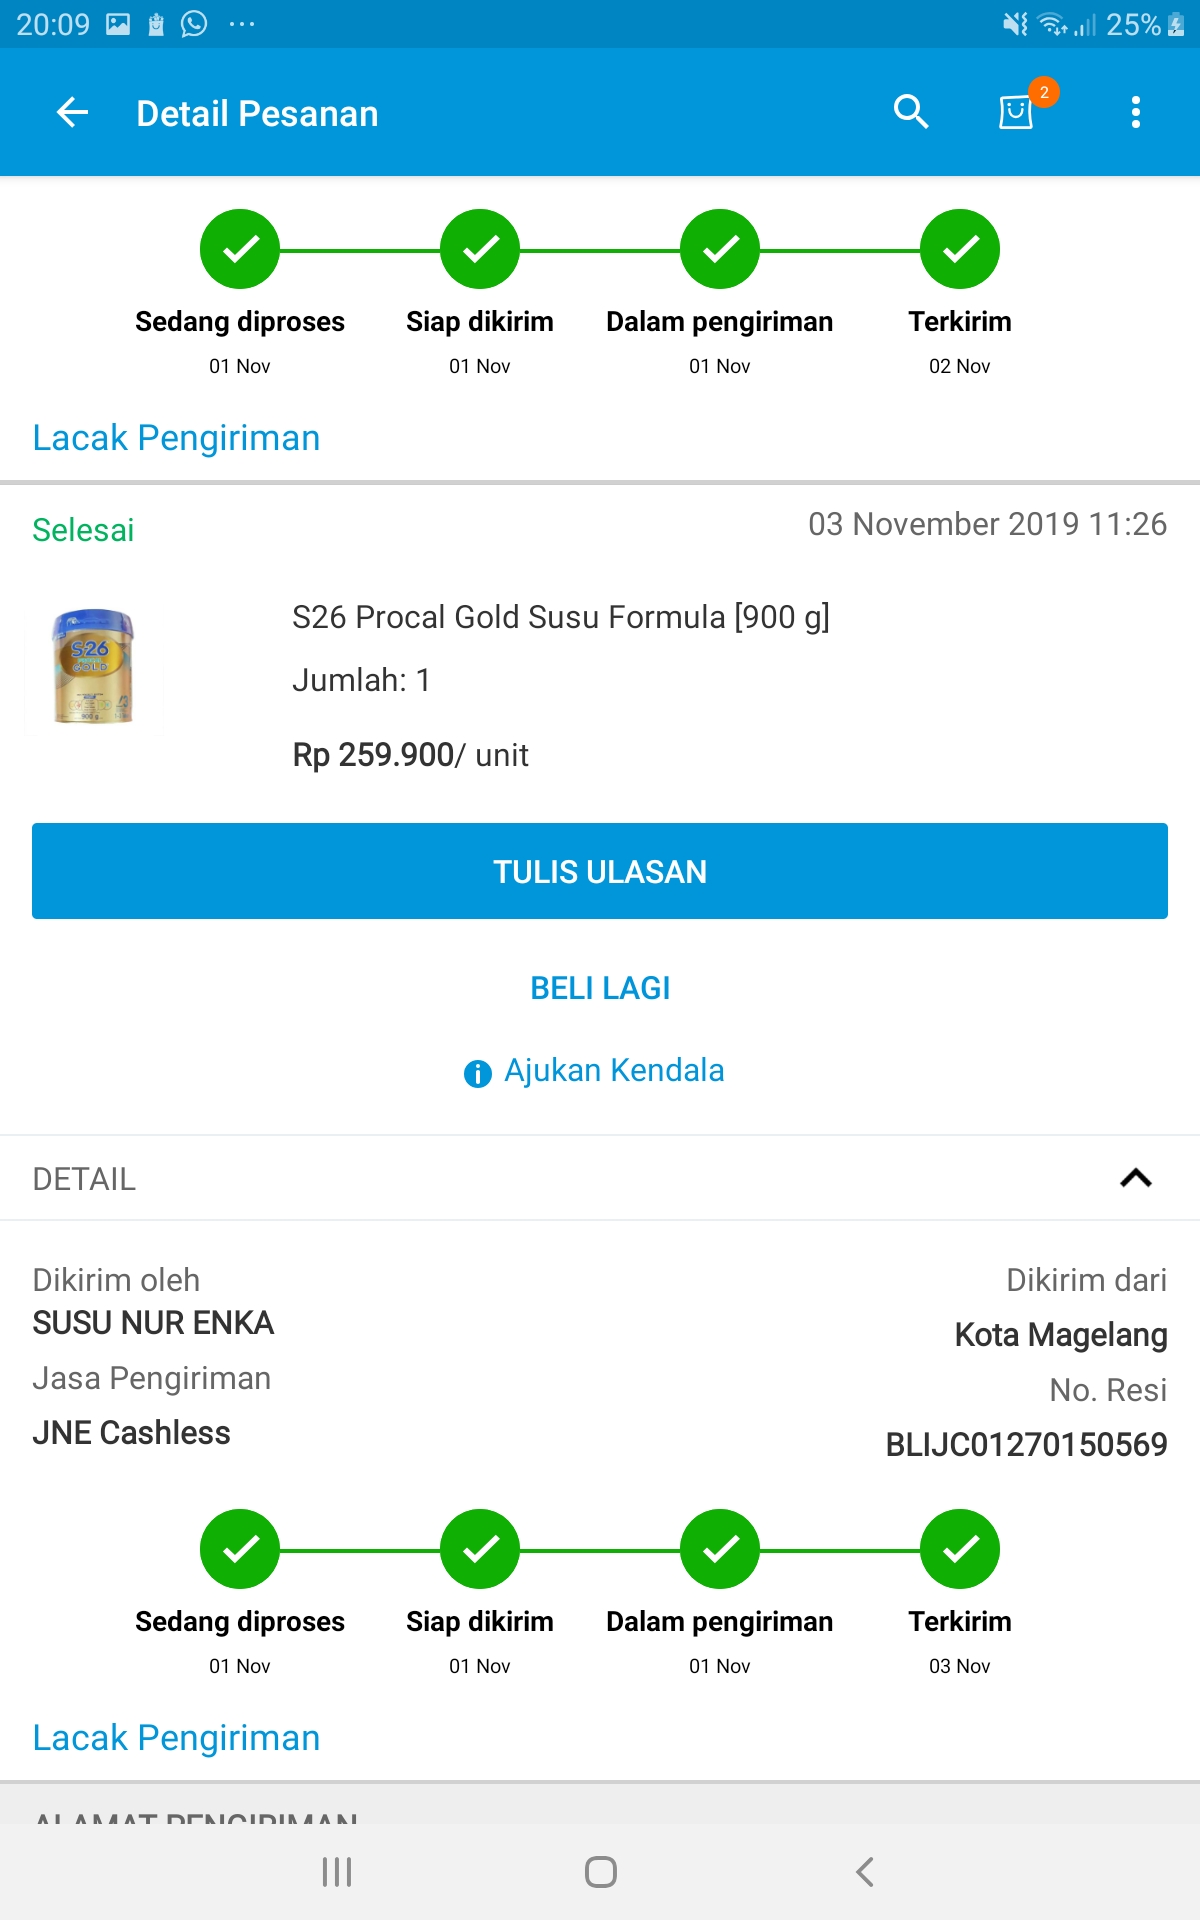 20:09
25%
Detail Pesanan
2
Sedang diproses
Siap dikirim
Dalam pengiriman
Terkirim
01 Nov
01 Nov
01 Nov
02 Nov
Lacak Pengiriman
Selesai
03 November 2019 11:26
S-26
GOLD
900 g
S26 Procal Gold Susu Formula [900 g]
Jumlah: 1
Rp 259.900/ unit
TULIS ULASAN
BELI LAGI
Ajukan Kendala
DETAIL
Dikirim oleh
SUSU NUR ENKA
Jasa Pengiriman
JNE Cashless
Dikirim dari
Kota Magelang
No. Resi
BLIJC01270150569
Sedang diproses
Siap dikirim
Dalam pengiriman
Terkirim
01 Nov
01 Nov
01 Nov
03 Nov
Lacak Pengiriman
ALAMAT PENGIRIMAN